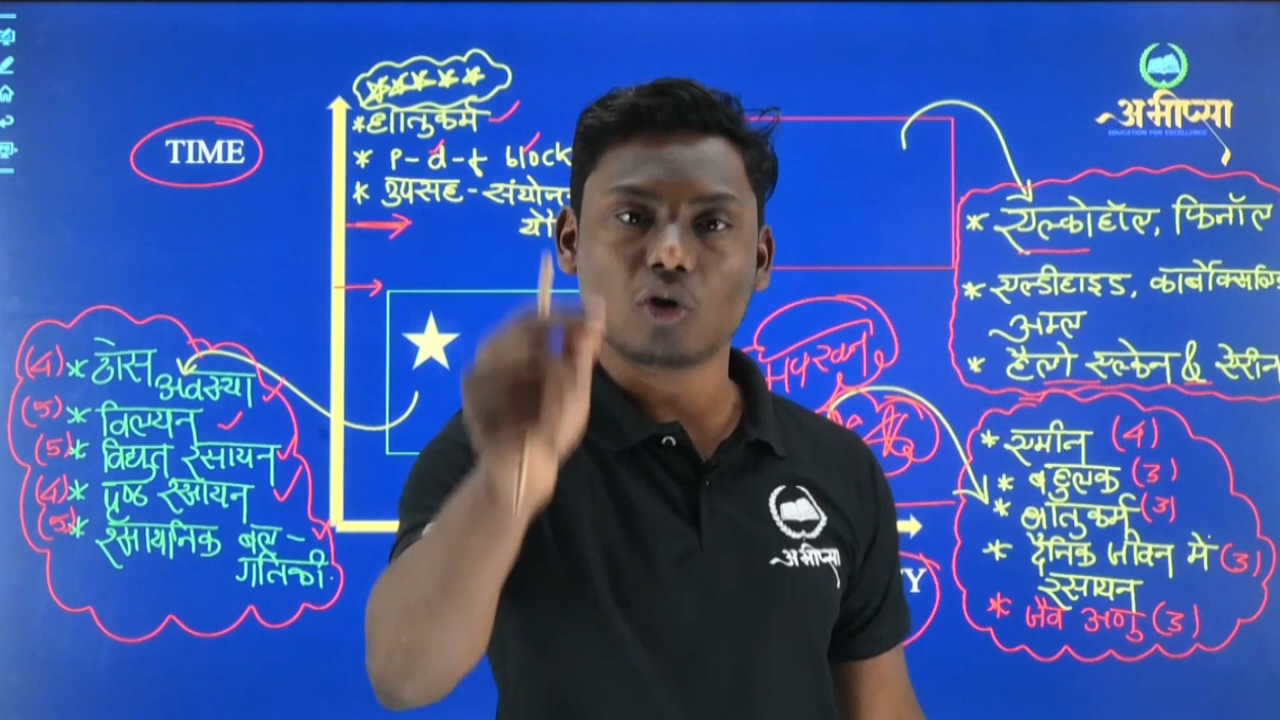 TIME
* धातुकर्म
* p-d-f block
* उपसह-संयोजन
यौ
अभीप्सा
EDUCATION FOR EXCELLENCE
* एल्कोहॉल, फिनॉल
* एल्डीहाइड, कार्बोक्सलि
अम्ल
* हैलो एल्केन & ऐरीन
(4) * ठोस अवस्था
(5) * विलयन
(5) * विद्युत रसायन
(4) * पृष्ठ रसायन
(5) * रासायनिक बल-
गतिकी.
* एमीन (4)
* बहुलक (3)
* धातुकर्म (3)
* दैनिक जीवन में (3)
रसायन
* जैव अणु (3)
अभीप्सा
Y